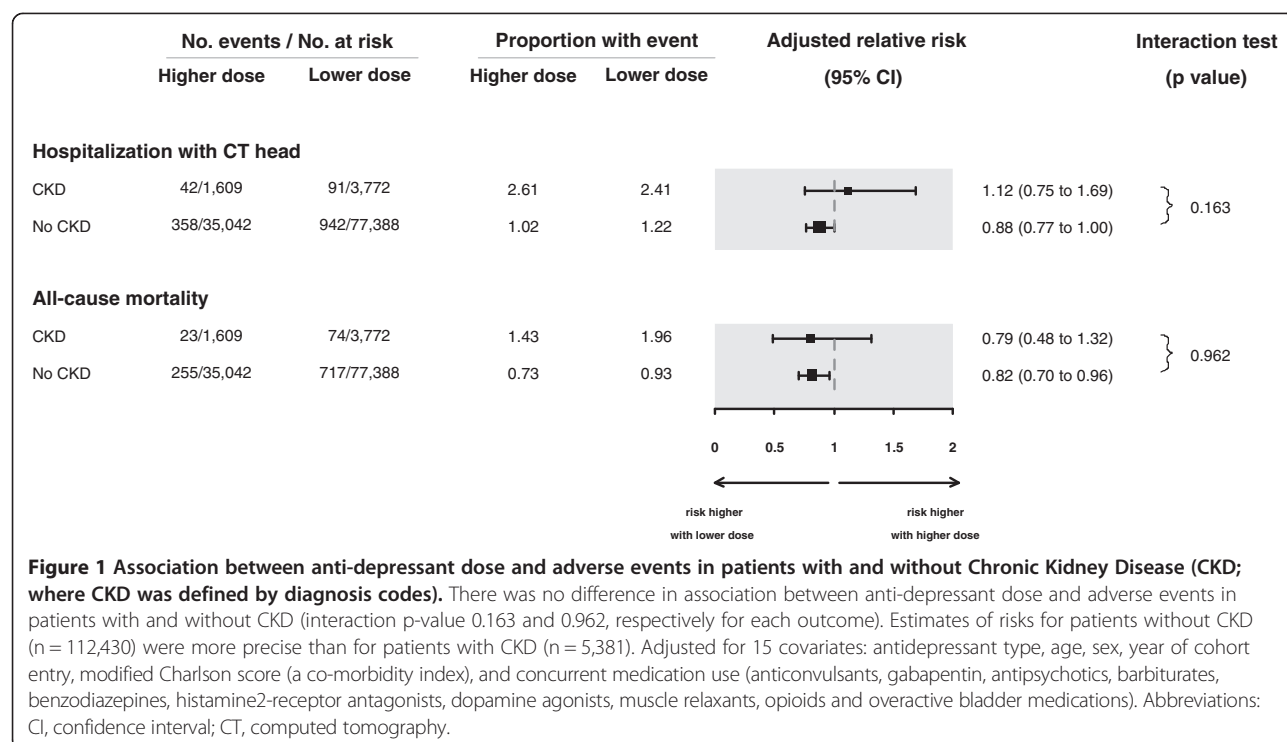 No. events / No. at risk Proportion with event Adjusted relative risk Interaction test
Higher dose Lower dose Higher dose Lower dose (95% CI) (p value)
Hospitalization with CT head
CKD 42/1,609 91/3,772 2.61 2.41 1.12 (0.75 to 1.69)
0.163
No CKD 358/35,042 942/77,388 1.02 1.22 0.88 (0.77 to 1.00)
All-cause mortality
CKD 23/1,609 74/3,772 1.43 1.96 0.79 (0.48 to 1.32)
0.962
No CKD 255/35,042 717/77,388 0.73 0.93 0.82 (0.70 to 0.96)
0 0.5 1 1.5 2
risk higher risk higher
with lower dose with higher dose
Figure 1 Association between anti-depressant dose and adverse events in patients with and without Chronic Kidney Disease (CKD;
where CKD was defined by diagnosis codes). There was no difference in association between anti-depressant dose and adverse events in
patients with and without CKD (interaction p-value 0.163 and 0.962, respectively for each outcome). Estimates of risks for patients without CKD
(n = 112,430) were more precise than for patients with CKD (n = 5,381). Adjusted for 15 covariates: antidepressant type, age, sex, year of cohort
entry, modified Charlson score (a co-morbidity index), and concurrent medication use (anticonvulsants, gabapentin, antipsychotics, barbiturates,
benzodiazepines, histamine2-receptor antagonists, dopamine agonists, muscle relaxants, opioids and overactive bladder medications). Abbreviations:
CI, confidence interval; CT, computed tomography.